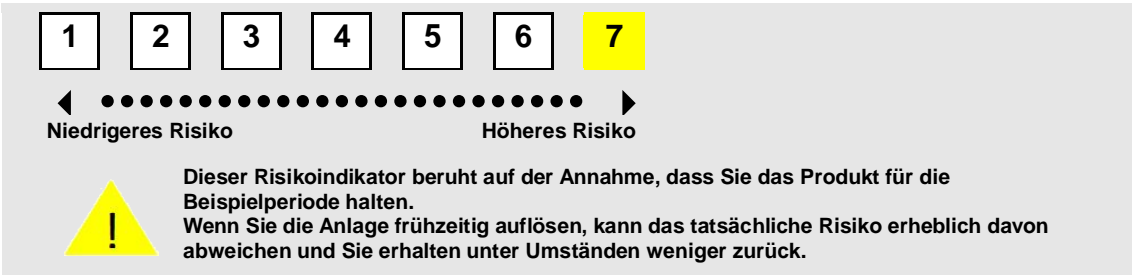 1 2 3 4 5 6 7
Niedrigeres Risiko Höheres Risiko
Dieser Risikoindikator beruht auf der Annahme, dass Sie das Produkt für die
Beispielperiode halten.
Wenn Sie die Anlage frühzeitig auflösen, kann das tatsächliche Risiko erheblich davon
abweichen und Sie erhalten unter Umständen weniger zurück.
!